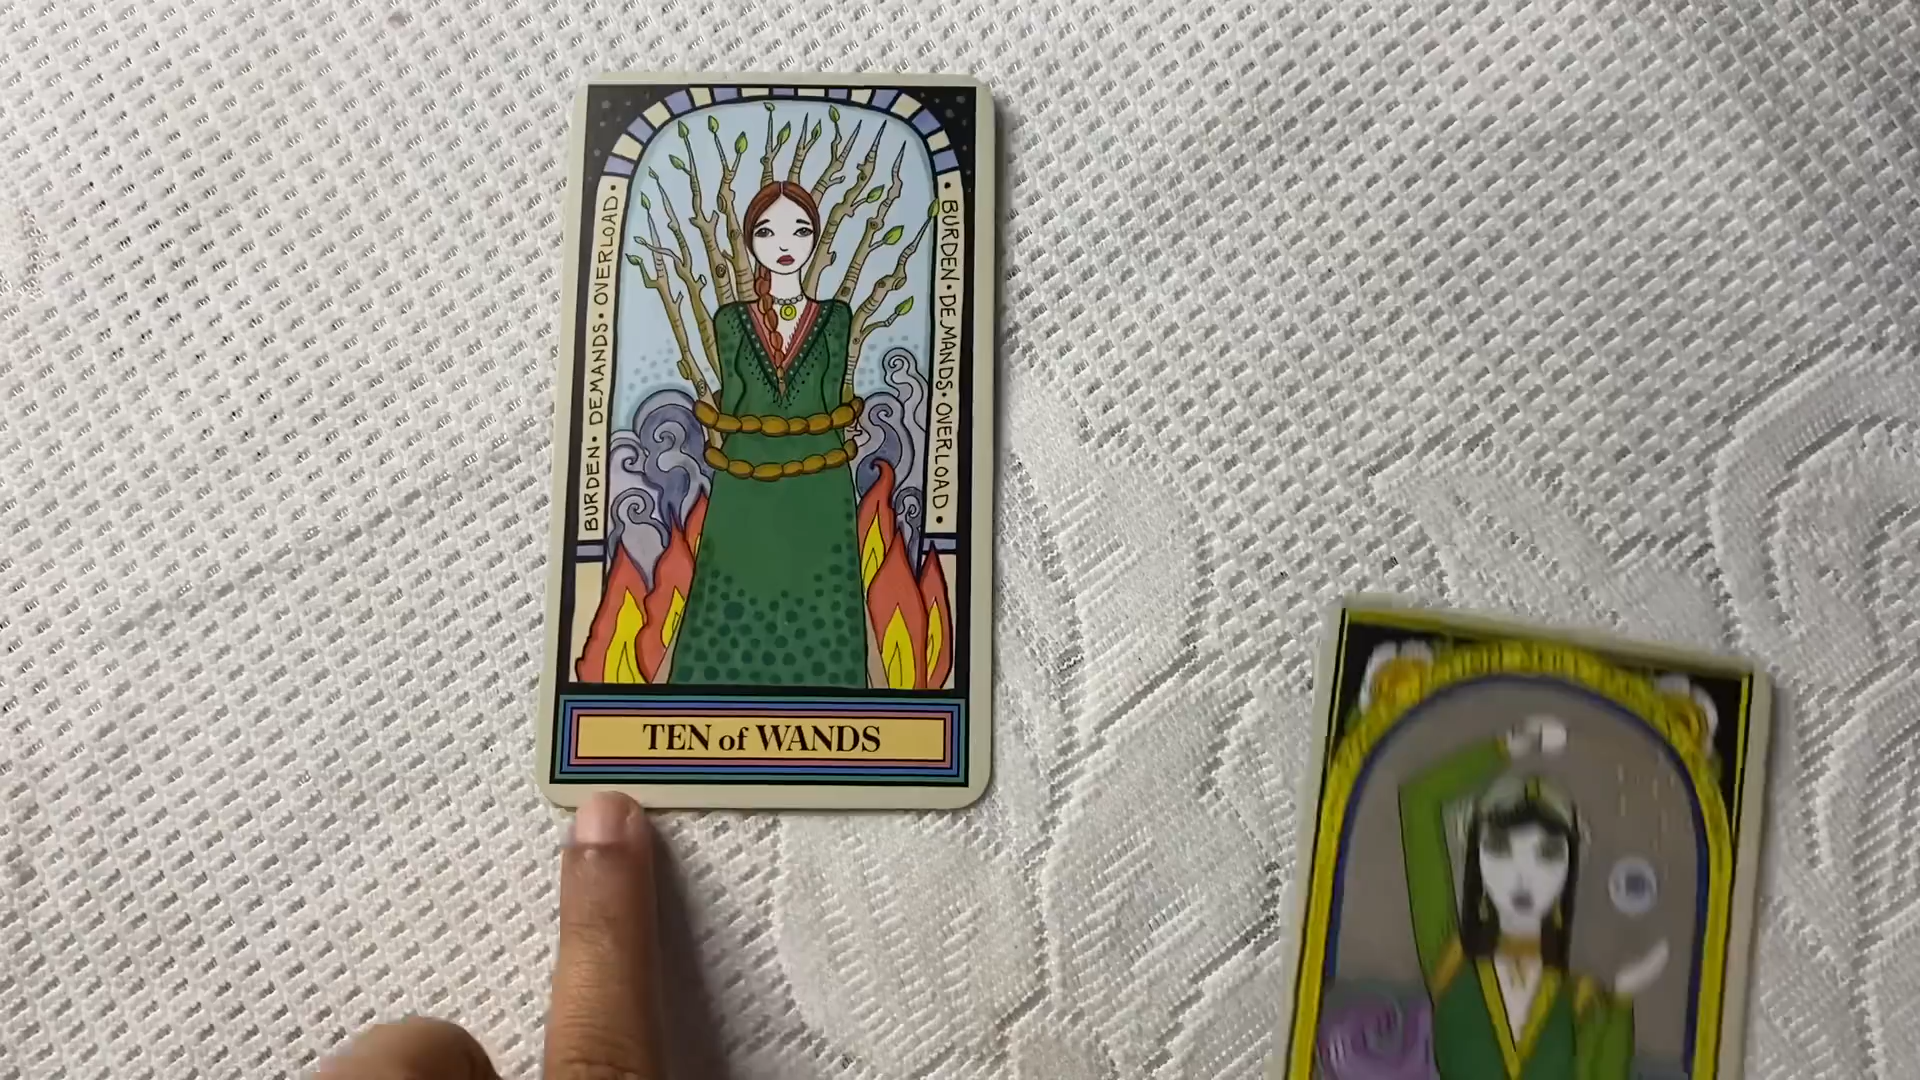 BURDEN • DEMANDS • OVERLOAD •
• BURDEN • DEMANDS • OVERLOAD •
TEN of WANDS